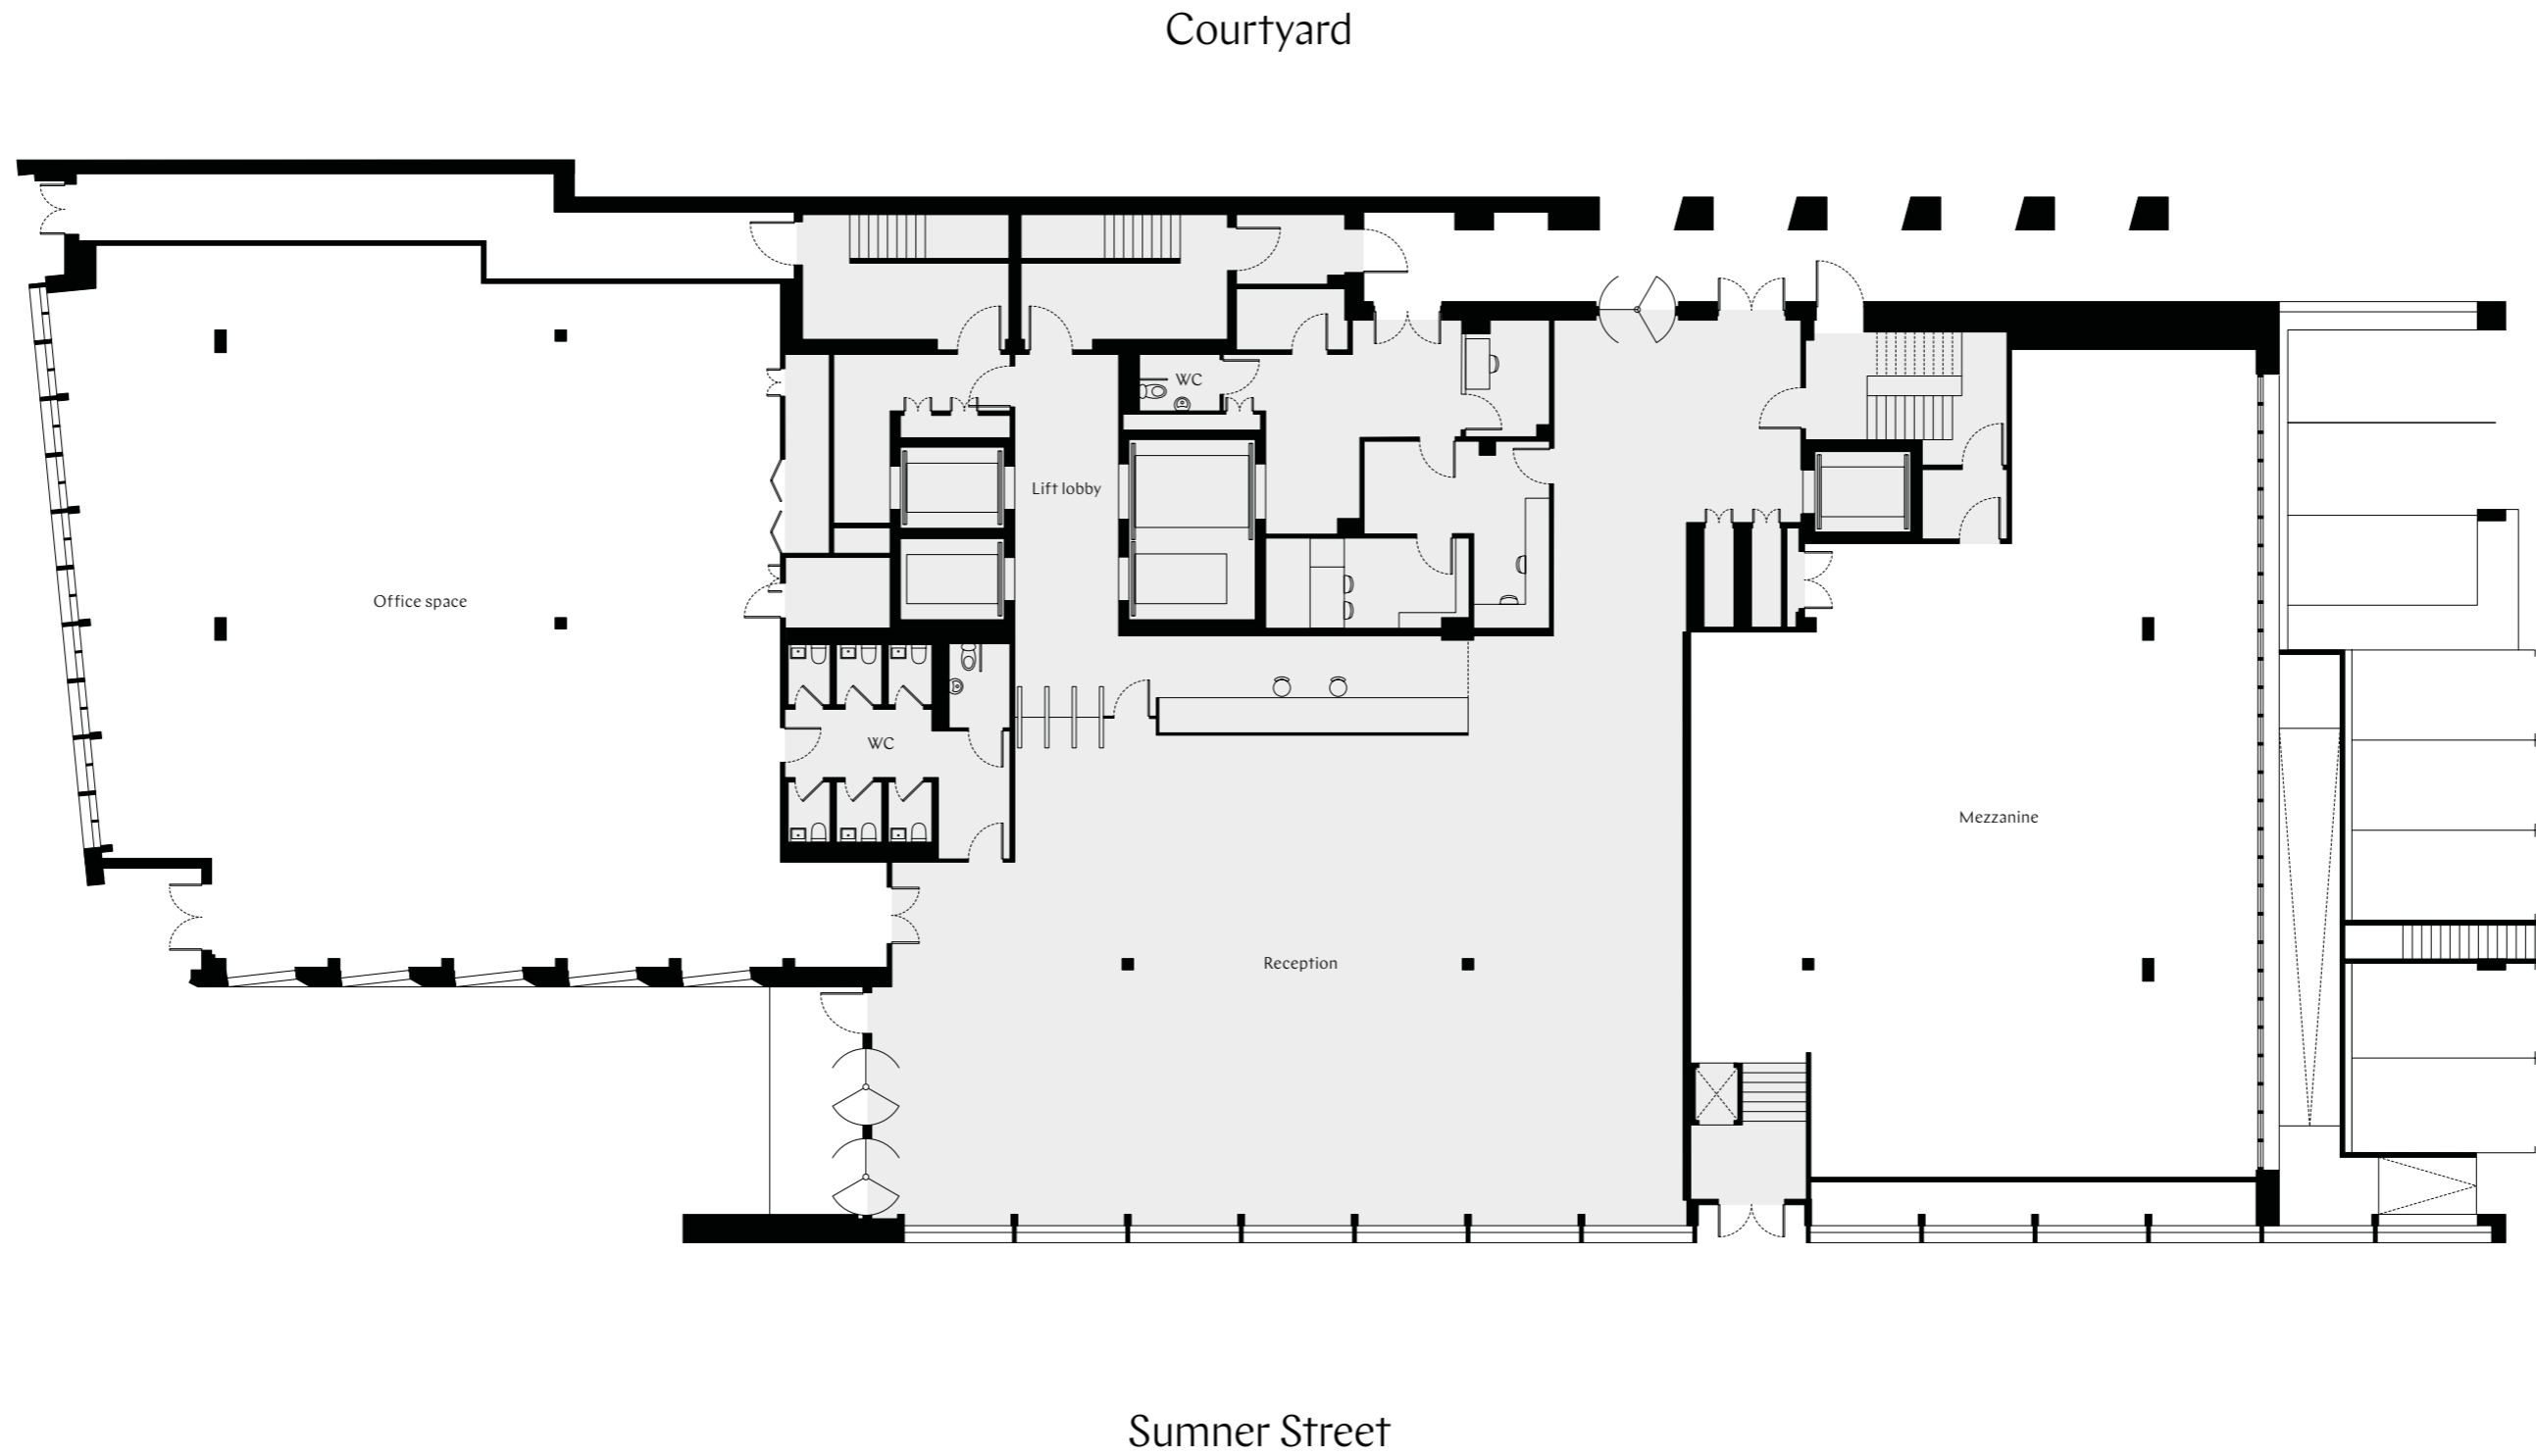 Courtyard
WC
Lift lobby
Office space
WC
Mezzanine
Reception
Sumner Street